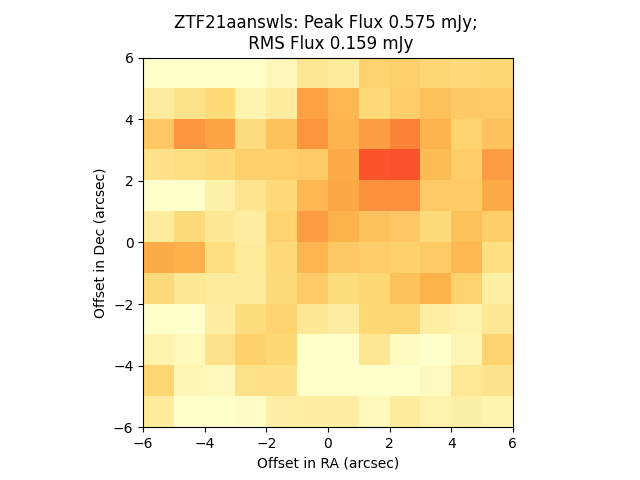 ZTF21aanswls: Peak Flux 0.575 mJy;
RMS Flux 0.159 mJy
6
4
2
0
−2
−4
−6
Offset in Dec (arcsec)
−6 −4 −2 0 2 4 6
Offset in RA (arcsec)